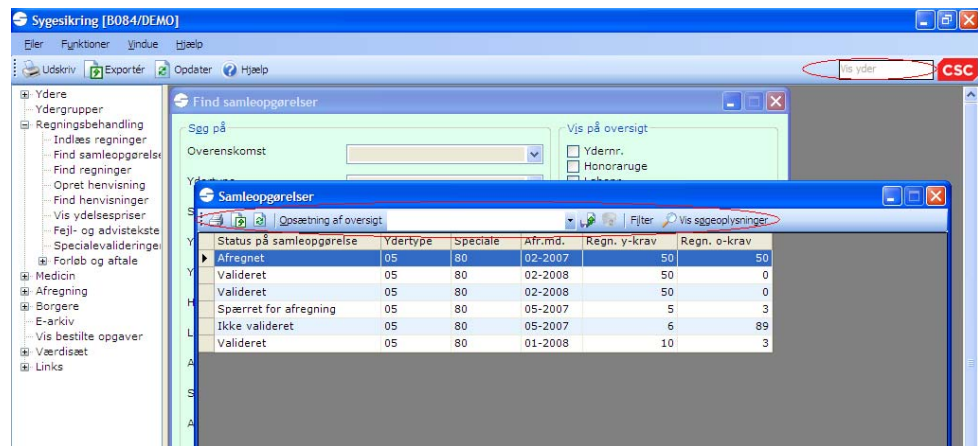 Sygesikring [B084/DEMO]
Filer Funktioner Vindue Hjælp
Udskriv Exportér Opdater Hjælp Vis yder CSC
Ydere
Ydergrupper
Regningsbehandling
Indlæs regninger
Find samleopgørelse
Find regninger
Opret henvisning
Find henvisninger
Vis ydelsespriser
Fejl- og advistekste
Specialevalideringe
Forløb og aftale
Medicin
Afregning
Borgere
E-arkiv
Vis bestilte opgaver
Værdisæt
Links
Find samleopgørelser
Søg på
Overenskomst
Vis på oversigt
Ydernr.
Honoraruge
Samleopgørelser
Opsætning af oversigt Filter Vis søgeoplysninger
Status på samleopgørelse Ydertype Speciale Afr.md. Regn. y-krav Regn. o-krav
Afregnet 05 80 02-2007 50 50
Valideret 05 80 02-2008 50 0
Valideret 05 80 02-2008 50 0
Spærret for afregning 05 80 05-2007 5 3
Ikke valideret 05 80 05-2007 6 89
Valideret 05 80 01-2008 10 3